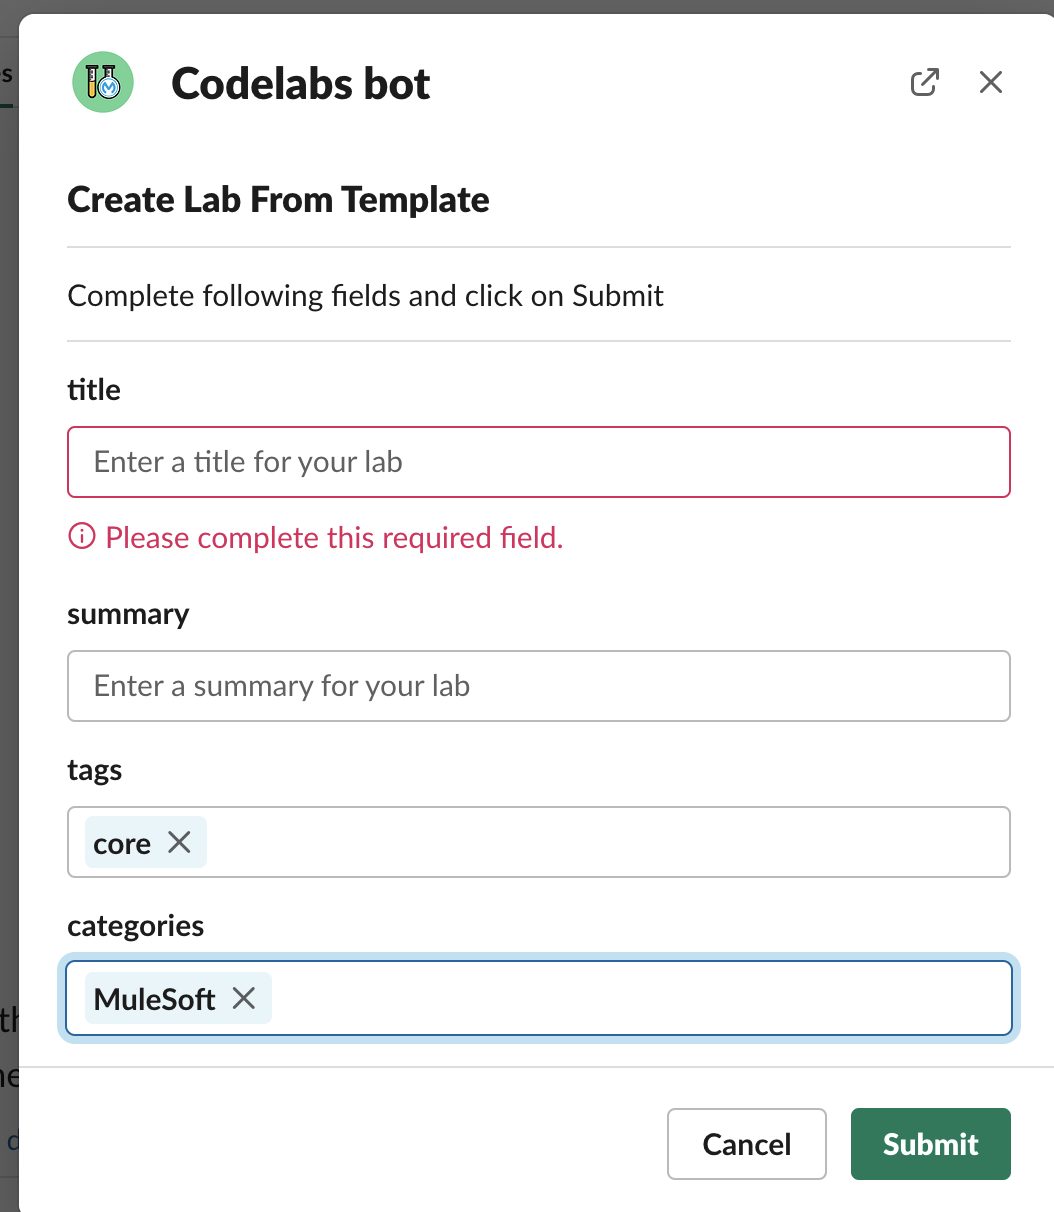 Codelabs bot
Create Lab From Template
Complete following fields and click on Submit
title
Enter a title for your lab
Please complete this required field.
summary
Enter a summary for your lab
tags
core
categories
MuleSoft
Cancel
Submit